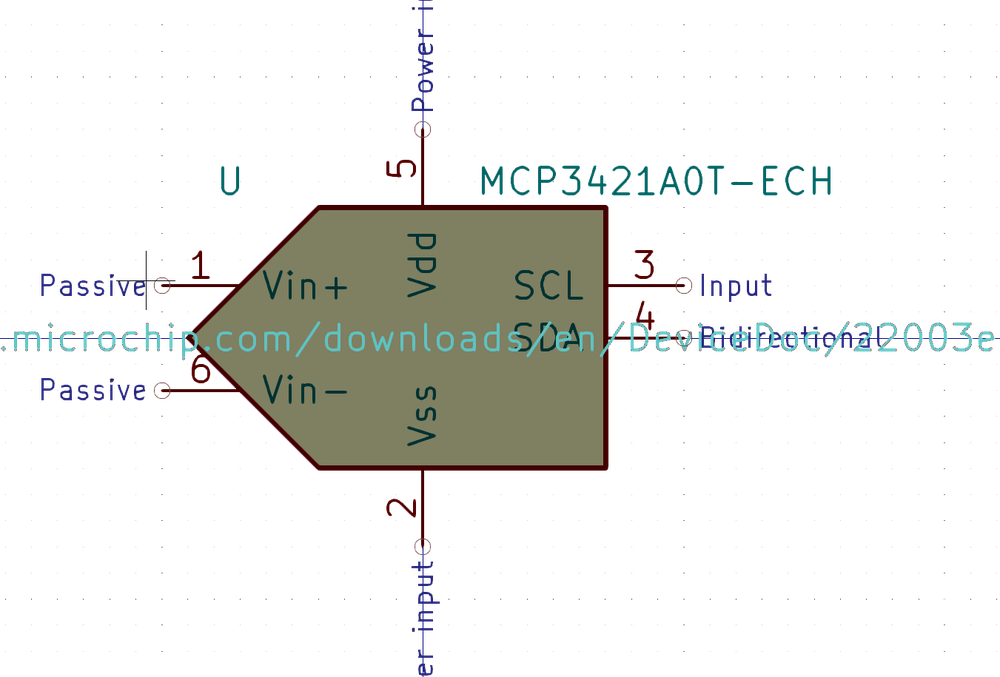 Power i
5
U
MCP3421A0T-ECH
Vdd
Passive
1
Vin+
SCL
3
Input
.microchip.com/downloads/en/DeviceDoc/22003e
SDA
4
Bidirectional
6
Passive
Vin-
Vss
2
er input